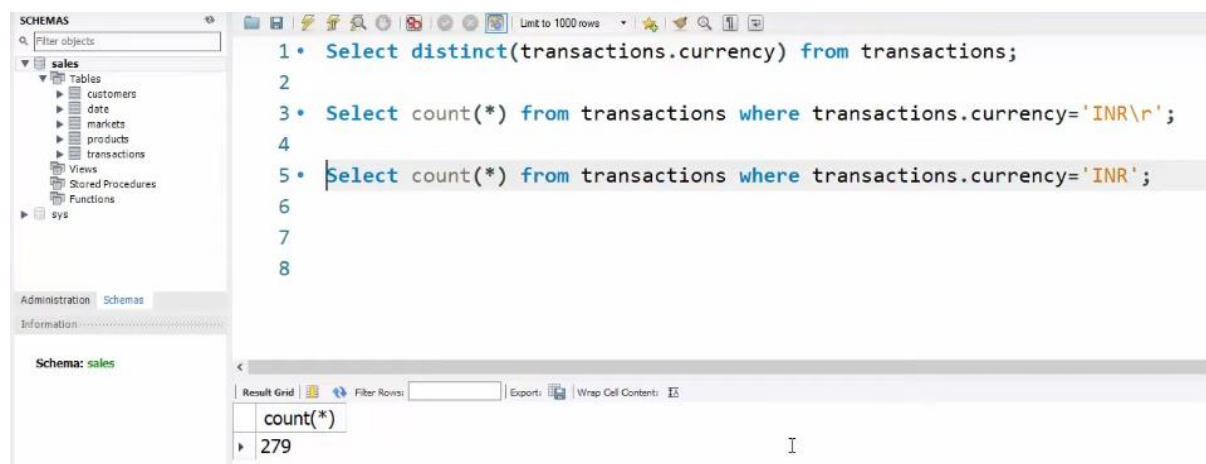 SCHEMAS
Filter objects
sales
Tables
customers
date
markets
products
transactions
Views
Stored Procedures
Functions
sys
Administration Schemas
Information
Schema: sales
Limit to 1000 rows
1 Select distinct(transactions.currency) from transactions;
2
3 Select count(*) from transactions where transactions.currency='INR\r';
4
5 Select count(*) from transactions where transactions.currency='INR';
6
7
8
Result Grid Filter Rows: Export: Wrap Cell Content:
count(*)
279